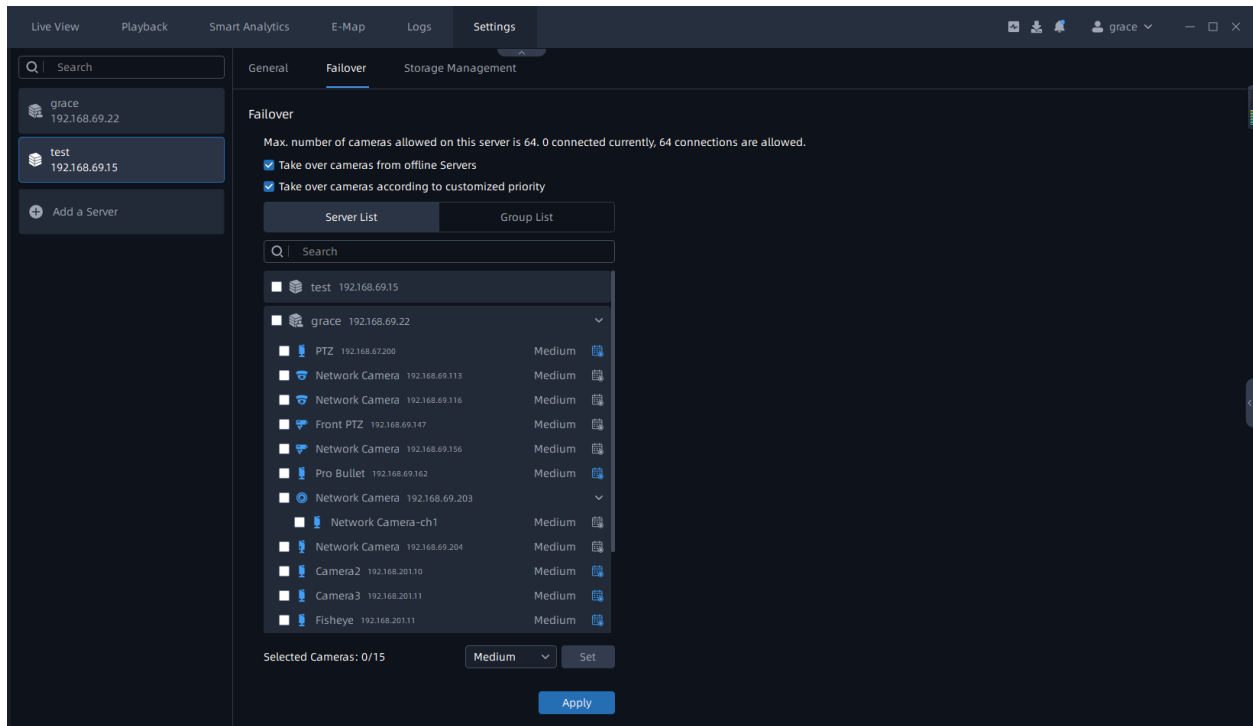 Live View Playback Smart Analytics E-Map Logs Settings grace
Search
grace
192.168.69.22
test
192.168.69.15
Add a Server
General Failover Storage Management
Failover
Max. number of cameras allowed on this server is 64. 0 connected currently, 64 connections are allowed.
Take over cameras from offline Servers
Take over cameras according to customized priority
Server List Group List
Search
test 192.168.69.15
grace 192.168.69.22
PTZ 192.168.67.200 Medium
Network Camera 192.168.69.113 Medium
Network Camera 192.168.69.116 Medium
Front PTZ 192.168.69.147 Medium
Network Camera 192.168.69.156 Medium
Pro Bullet 192.168.69.162 Medium
Network Camera 192.168.69.203
Network Camera-ch1 Medium
Network Camera 192.168.69.204 Medium
Camera2 192.168.201.10 Medium
Camera3 192.168.201.11 Medium
Fisheye 192.168.201.11 Medium
Selected Cameras: 0/15 Medium Set
Apply